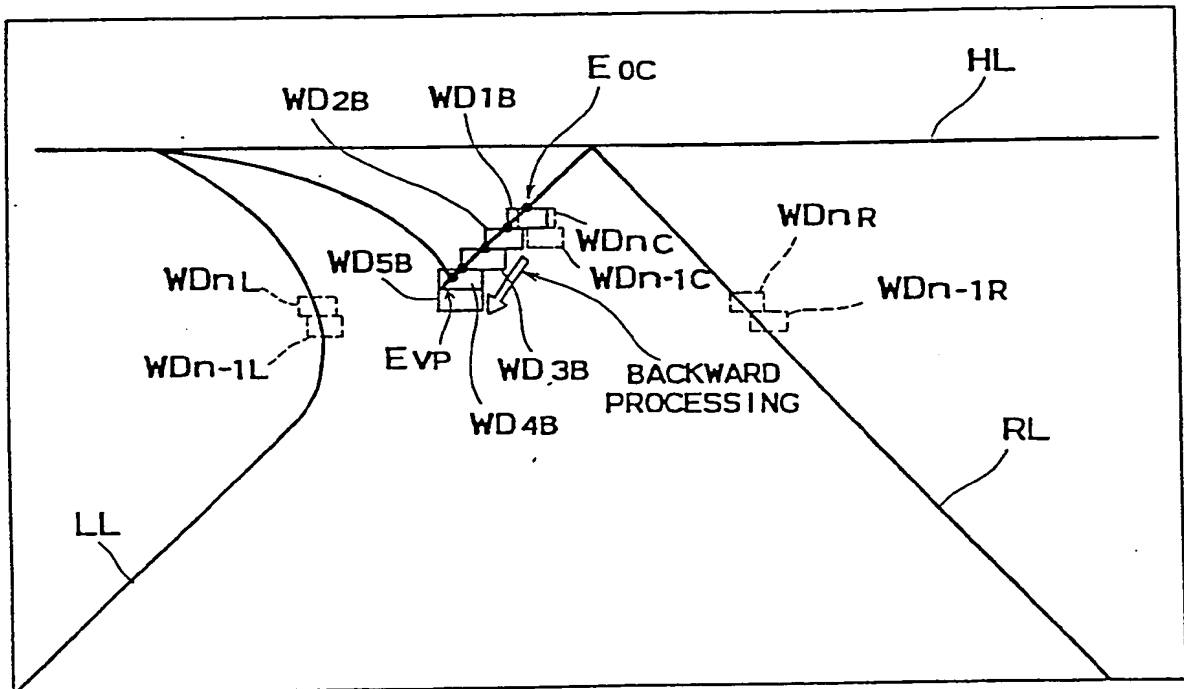 HL
EOC
WD2B
WD1B
WDnR
WDnC
WDn-1R
WD5B
WDn-1C
WDnL
WDn-1L
EVP
WD3B
BACKWARD
PROCESSING
WD4B
RL
LL